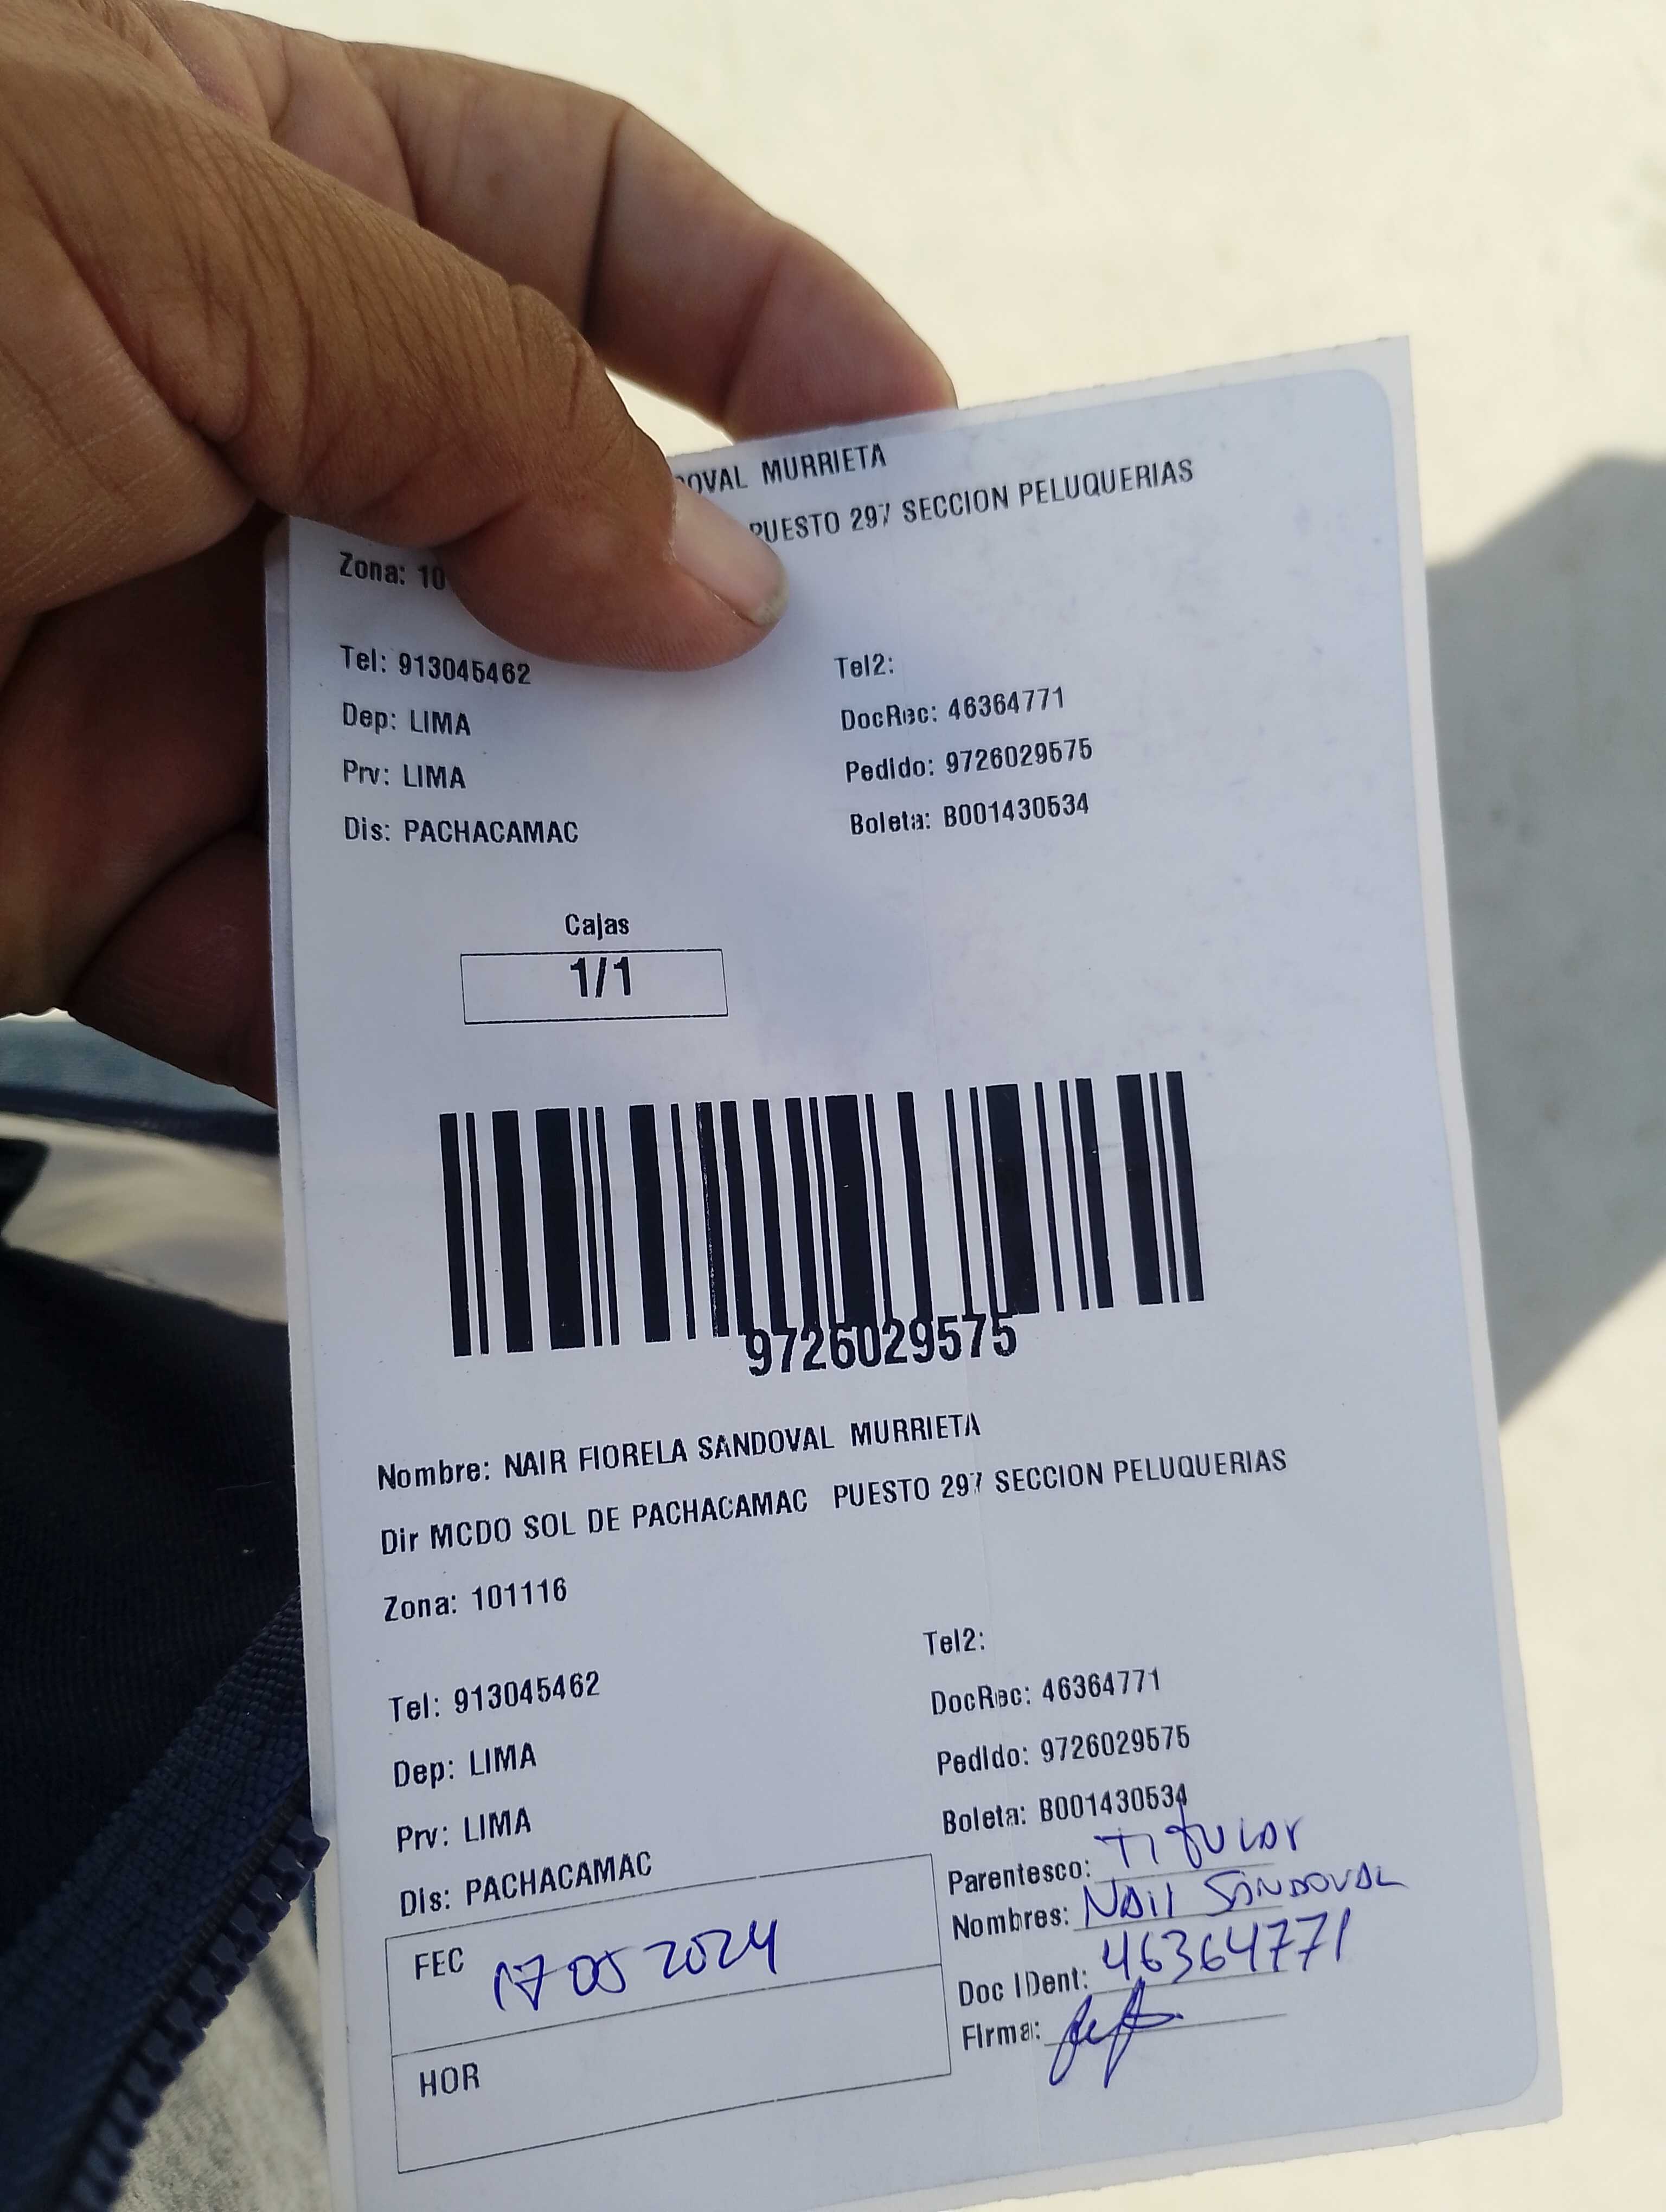 MURRIETA
PUESTO 297 SECCION PELUQUERIAS
Zona: 10
Tel: 913045462
Tel2:
Dep: LIMA
DocRec: 46364771
Prv: LIMA
Pedido: 9726029575
Dis: PACHACAMAC
Boleta: B001430534
Cajas
1/1
9726029575
Nombre: NAIR FIORELA SANDOVAL MURRIETA
Dir MCDO SOL DE PACHACAMAC PUESTO 297 SECCION PELUQUERIAS
Zona: 101116
Tel2:
Tel: 913045462
DocRec: 46364771
Dep: LIMA
Pedido: 9726029575
Prv: LIMA
Boleta: B001430534
Dis: PACHACAMAC
Parentesco: Titular
Nombres: NAIR SANDOVAL
FEC 17 05 2024
Doc IDent: 46364771
Firma:
HOR